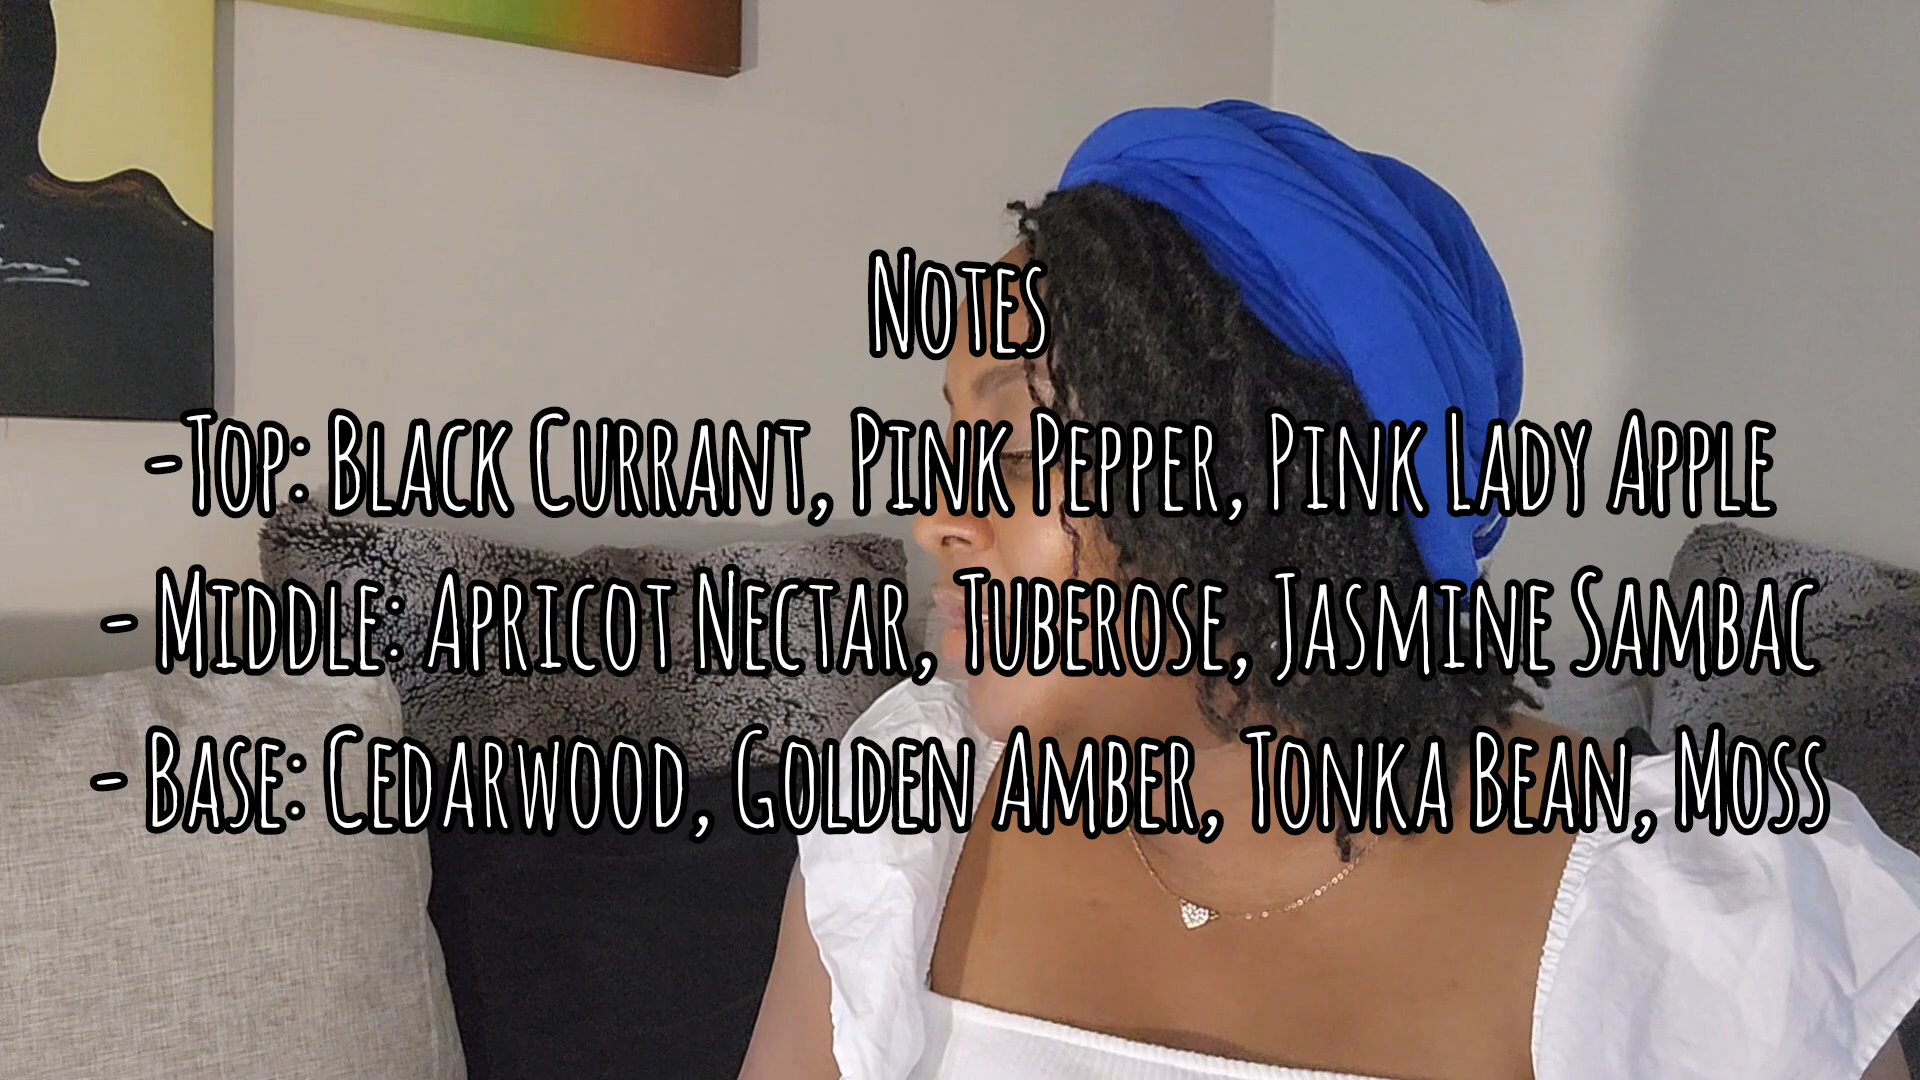 Notes
-Top: Black Currant, Pink Pepper, Pink Lady Apple
- Middle: Apricot Nectar, Tuberose, Jasmine Sambac
- Base: Cedarwood, Golden Amber, Tonka Bean, Moss